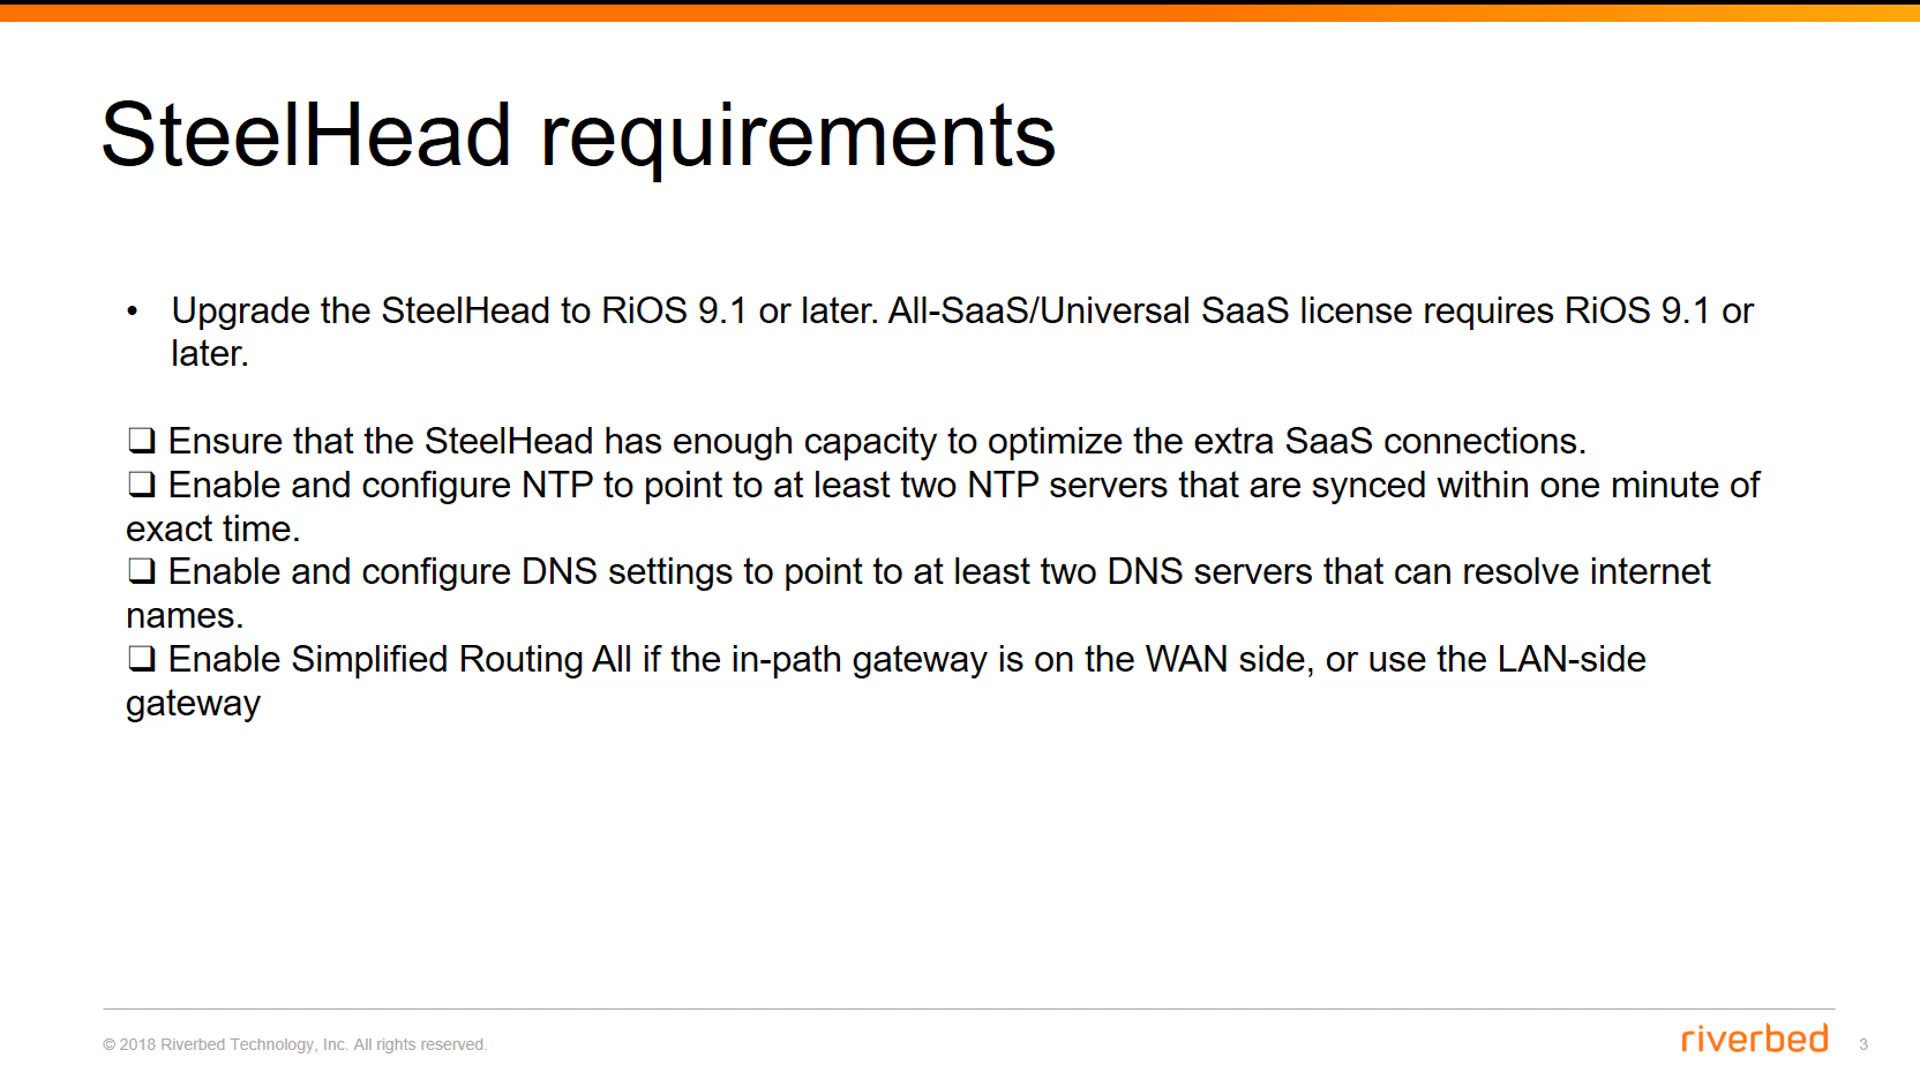 SteelHead requirements
• Upgrade the SteelHead to RiOS 9.1 or later. All-SaaS/Universal SaaS license requires RiOS 9.1 or
later.
❑ Ensure that the SteelHead has enough capacity to optimize the extra SaaS connections.
❑ Enable and configure NTP to point to at least two NTP servers that are synced within one minute of
exact time.
❑ Enable and configure DNS settings to point to at least two DNS servers that can resolve internet
names.
❑ Enable Simplified Routing All if the in-path gateway is on the WAN side, or use the LAN-side
gateway
© 2018 Riverbed Technology, Inc. All rights reserved.
riverbed
3